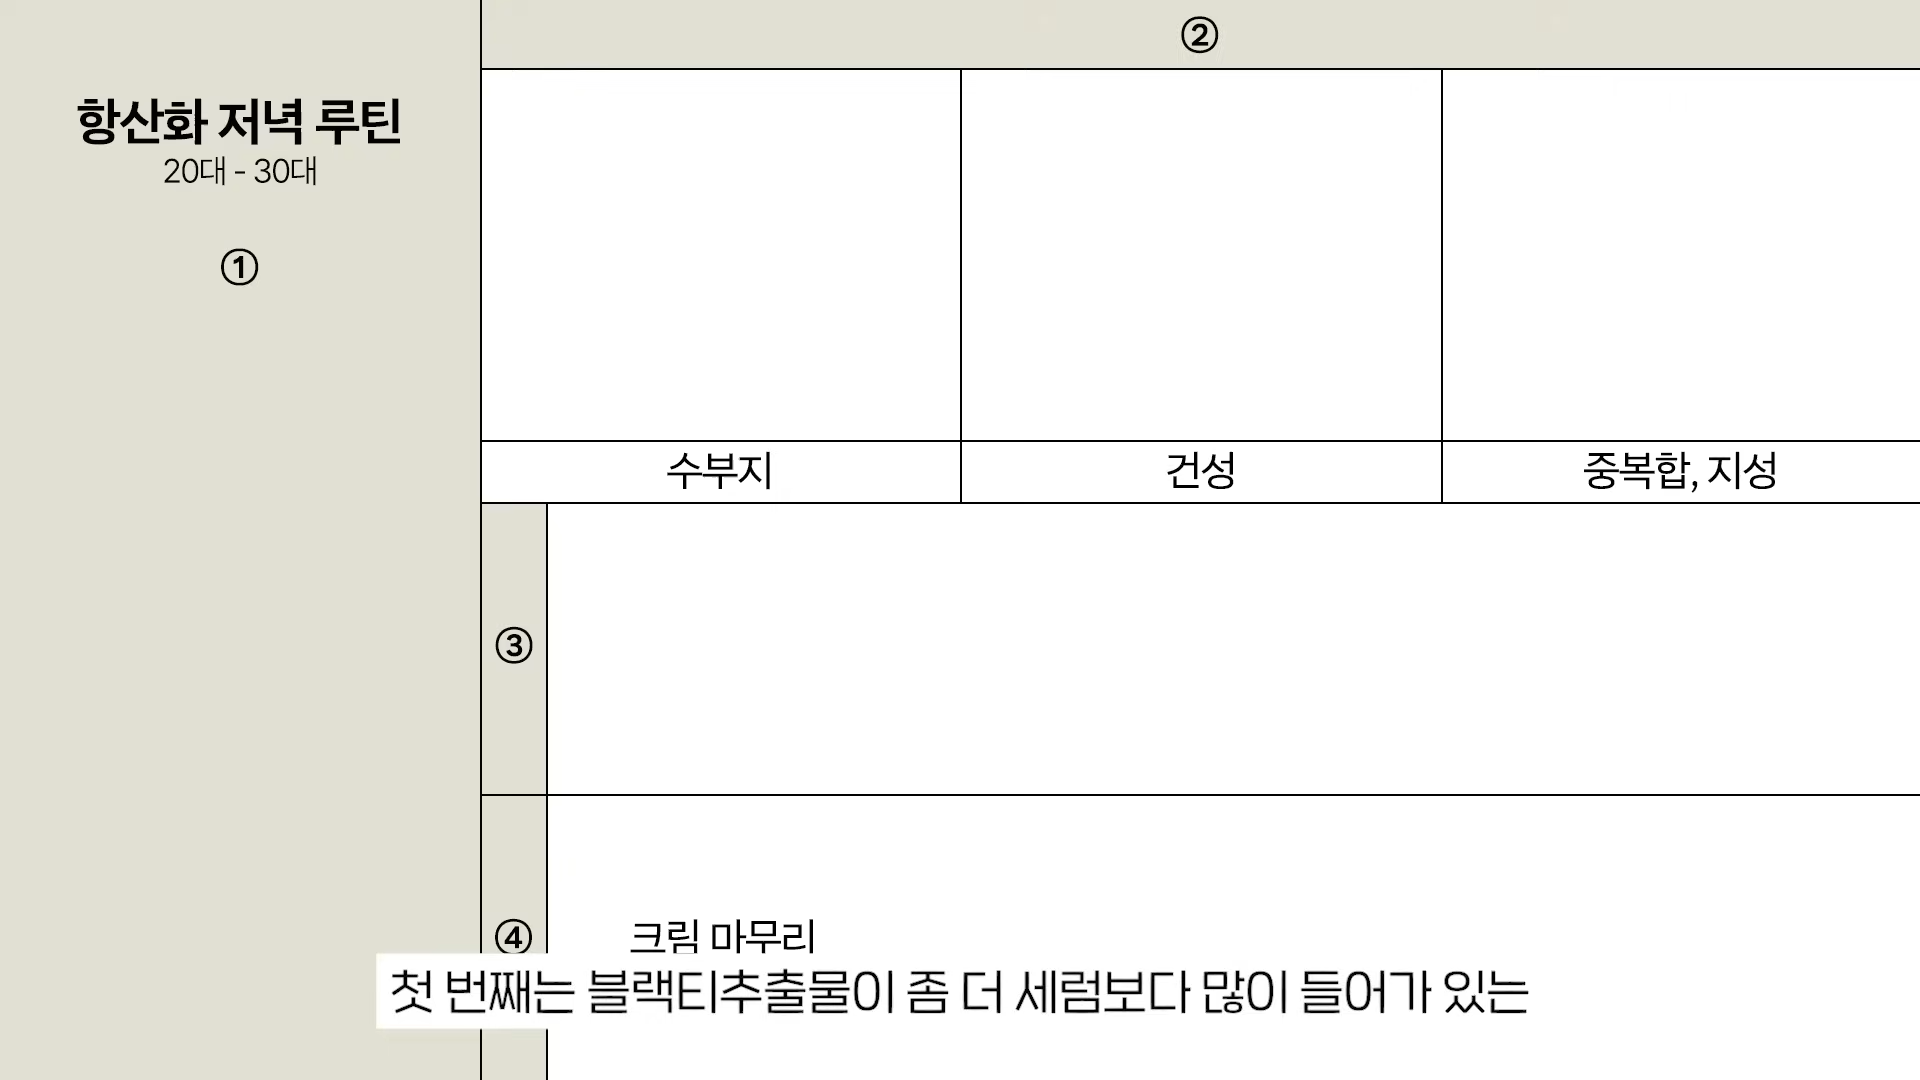 항산화 저녁 루틴
20대 - 30대
①
②
수부지
건성
중복합, 지성
③
④
크림 마무리
첫 번째는 블랙티추출물이 좀 더 세럼보다 많이 들어가 있는